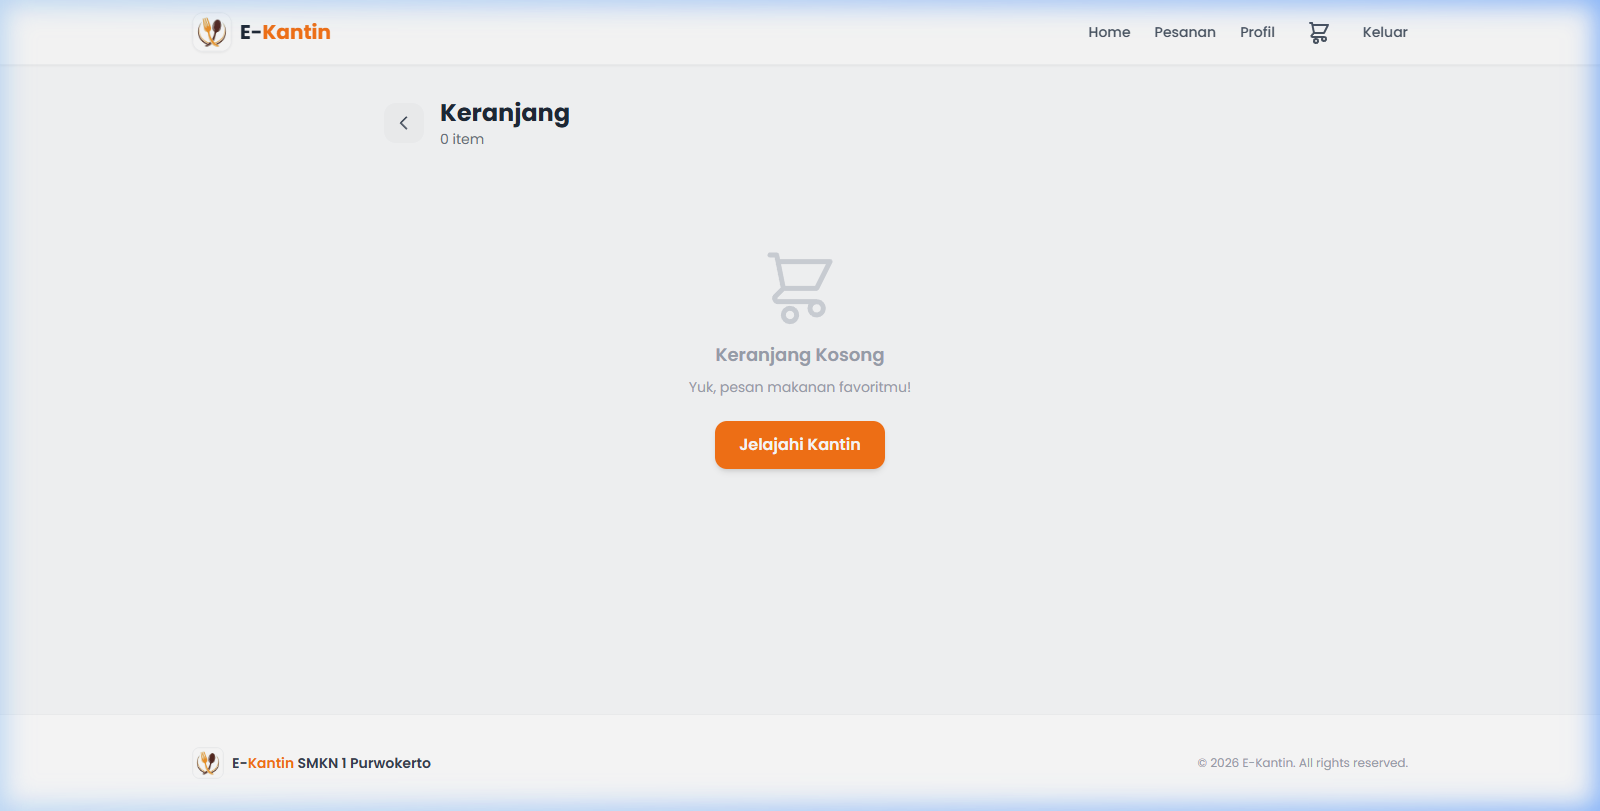 E-Kantin
Home Pesanan Profil Keluar
Keranjang
0 item
Keranjang Kosong
Yuk, pesan makanan favoritmu!
Jelajahi Kantin
E-Kantin SMKN 1 Purwokerto
© 2026 E-Kantin. All rights reserved.